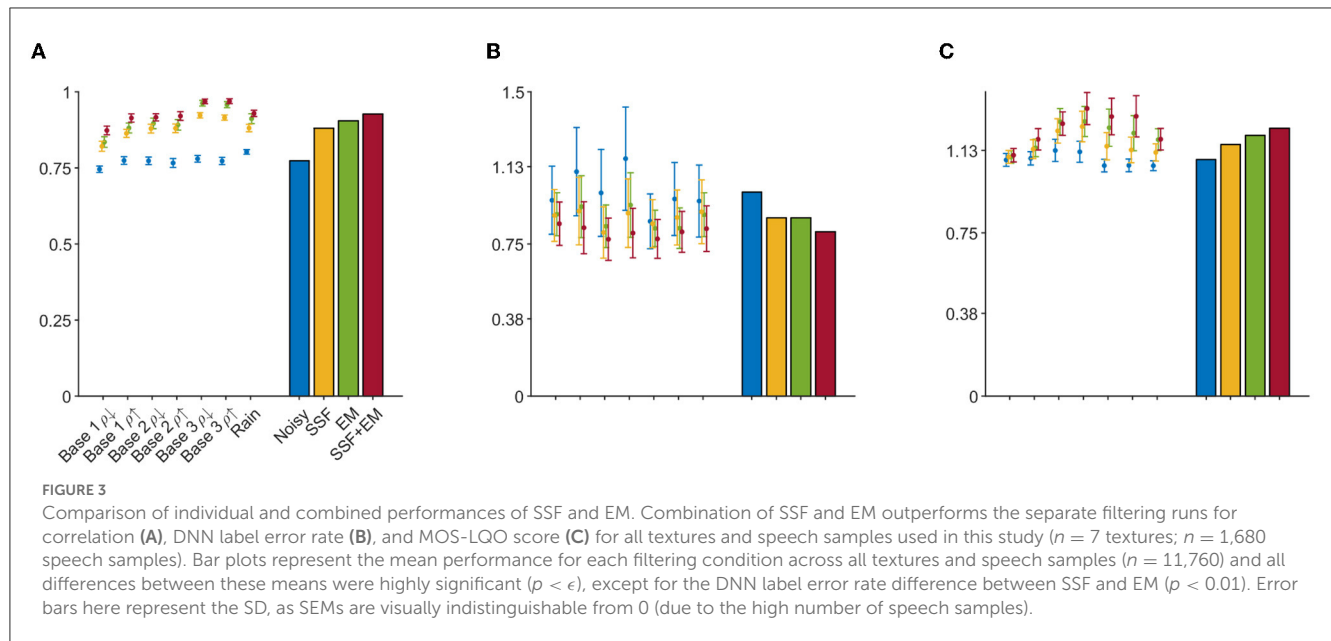 A
B
C
1
0.75
0.5
0.25
0
Base 1 ρ↓
Base 1 ρ↑
Base 2 ρ↓
Base 2 ρ↑
Base 3 ρ↓
Base 3 ρ↑
Rain
Noisy
SSF
EM
SSF+EM
1.5
1.13
0.75
0.38
0
1.13
0.75
0.38
0
FIGURE 3
Comparison of individual and combined performances of SSF and EM. Combination of SSF and EM outperforms the separate filtering runs for
correlation (A), DNN label error rate (B), and MOS-LQO score (C) for all textures and speech samples used in this study (n = 7 textures; n = 1,680
speech samples). Bar plots represent the mean performance for each filtering condition across all textures and speech samples (n = 11,760) and all
differences between these means were highly significant (p < ϵ), except for the DNN label error rate difference between SSF and EM (p < 0.01). Error
bars here represent the SD, as SEMs are visually indistinguishable from 0 (due to the high number of speech samples).